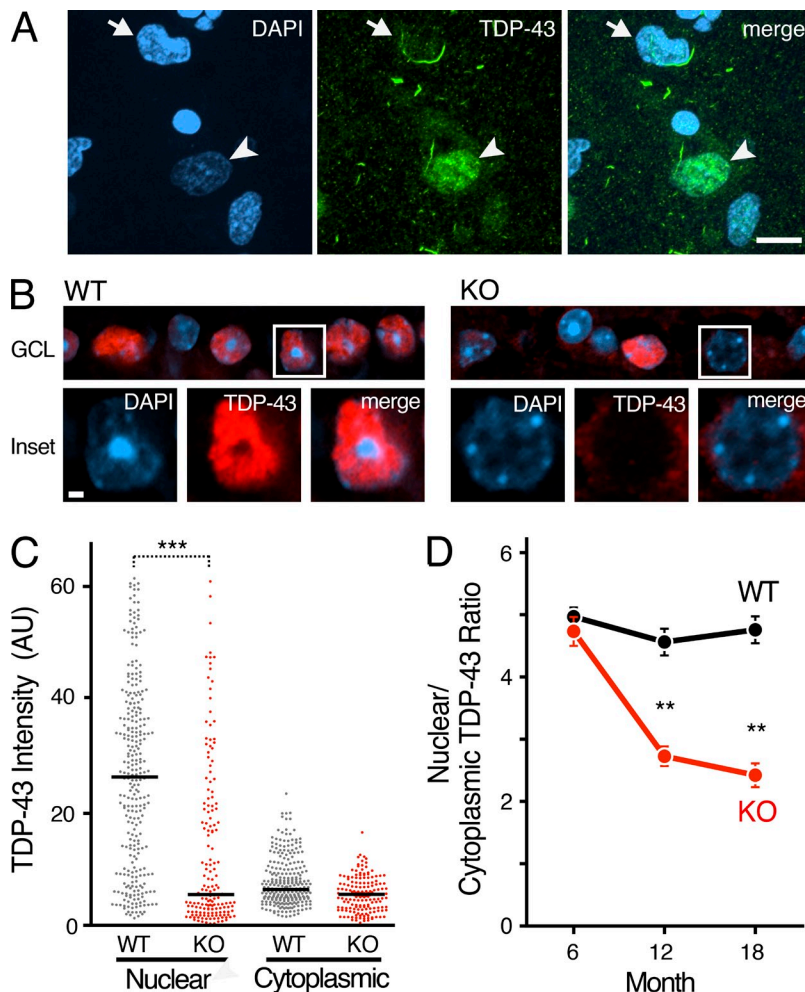 A
DAPI
TDP-43
merge
B
WT
KO
GCL
Inset
DAPI
TDP-43
merge
DAPI
TDP-43
merge
C
***
TDP-43 Intensity (AU)
60
40
20
0
WT
KO
WT
KO
Nuclear
Cytoplasmic
D
Nuclear/
Cytoplasmic TDP-43 Ratio
6
4
2
0
WT
**
**
KO
6
12
18
Month